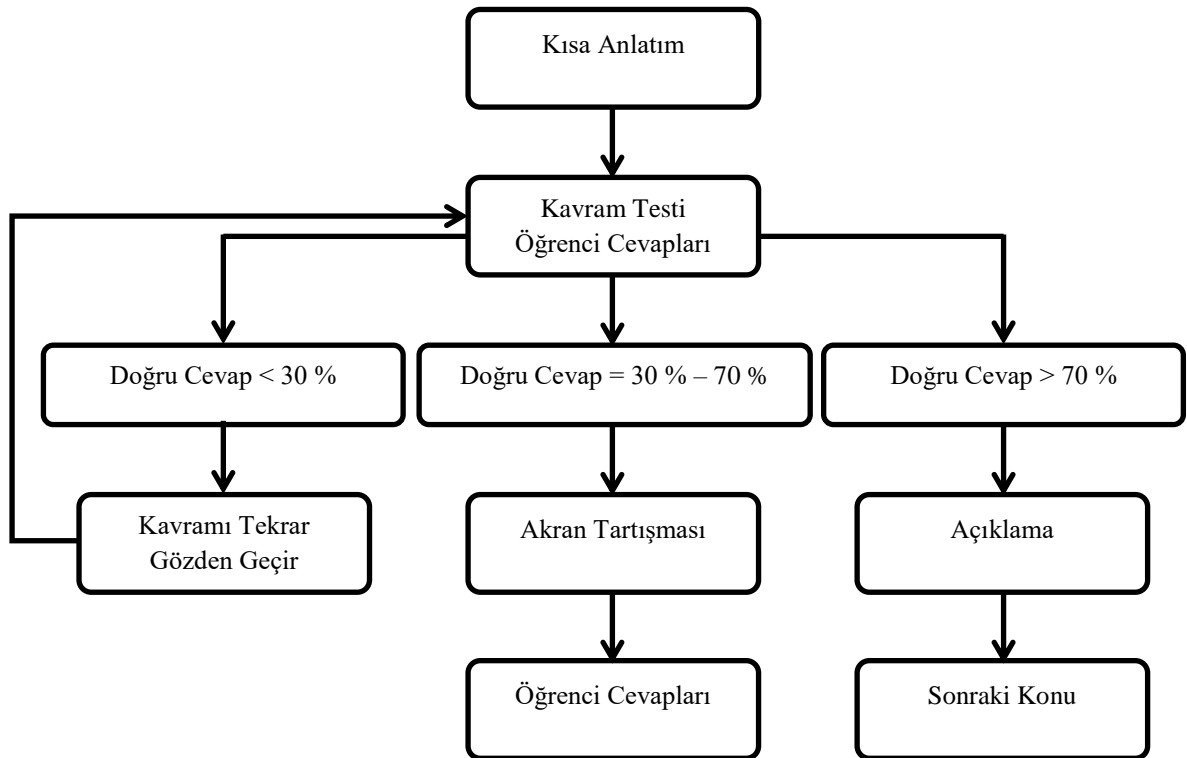 Kısa Anlatım
Kavram Testi
Öğrenci Cevapları
Doğru Cevap < 30 %
Doğru Cevap = 30 % – 70 %
Doğru Cevap > 70 %
Kavramı Tekrar
Gözden Geçir
Akran Tartışması
Açıklama
Öğrenci Cevapları
Sonraki Konu